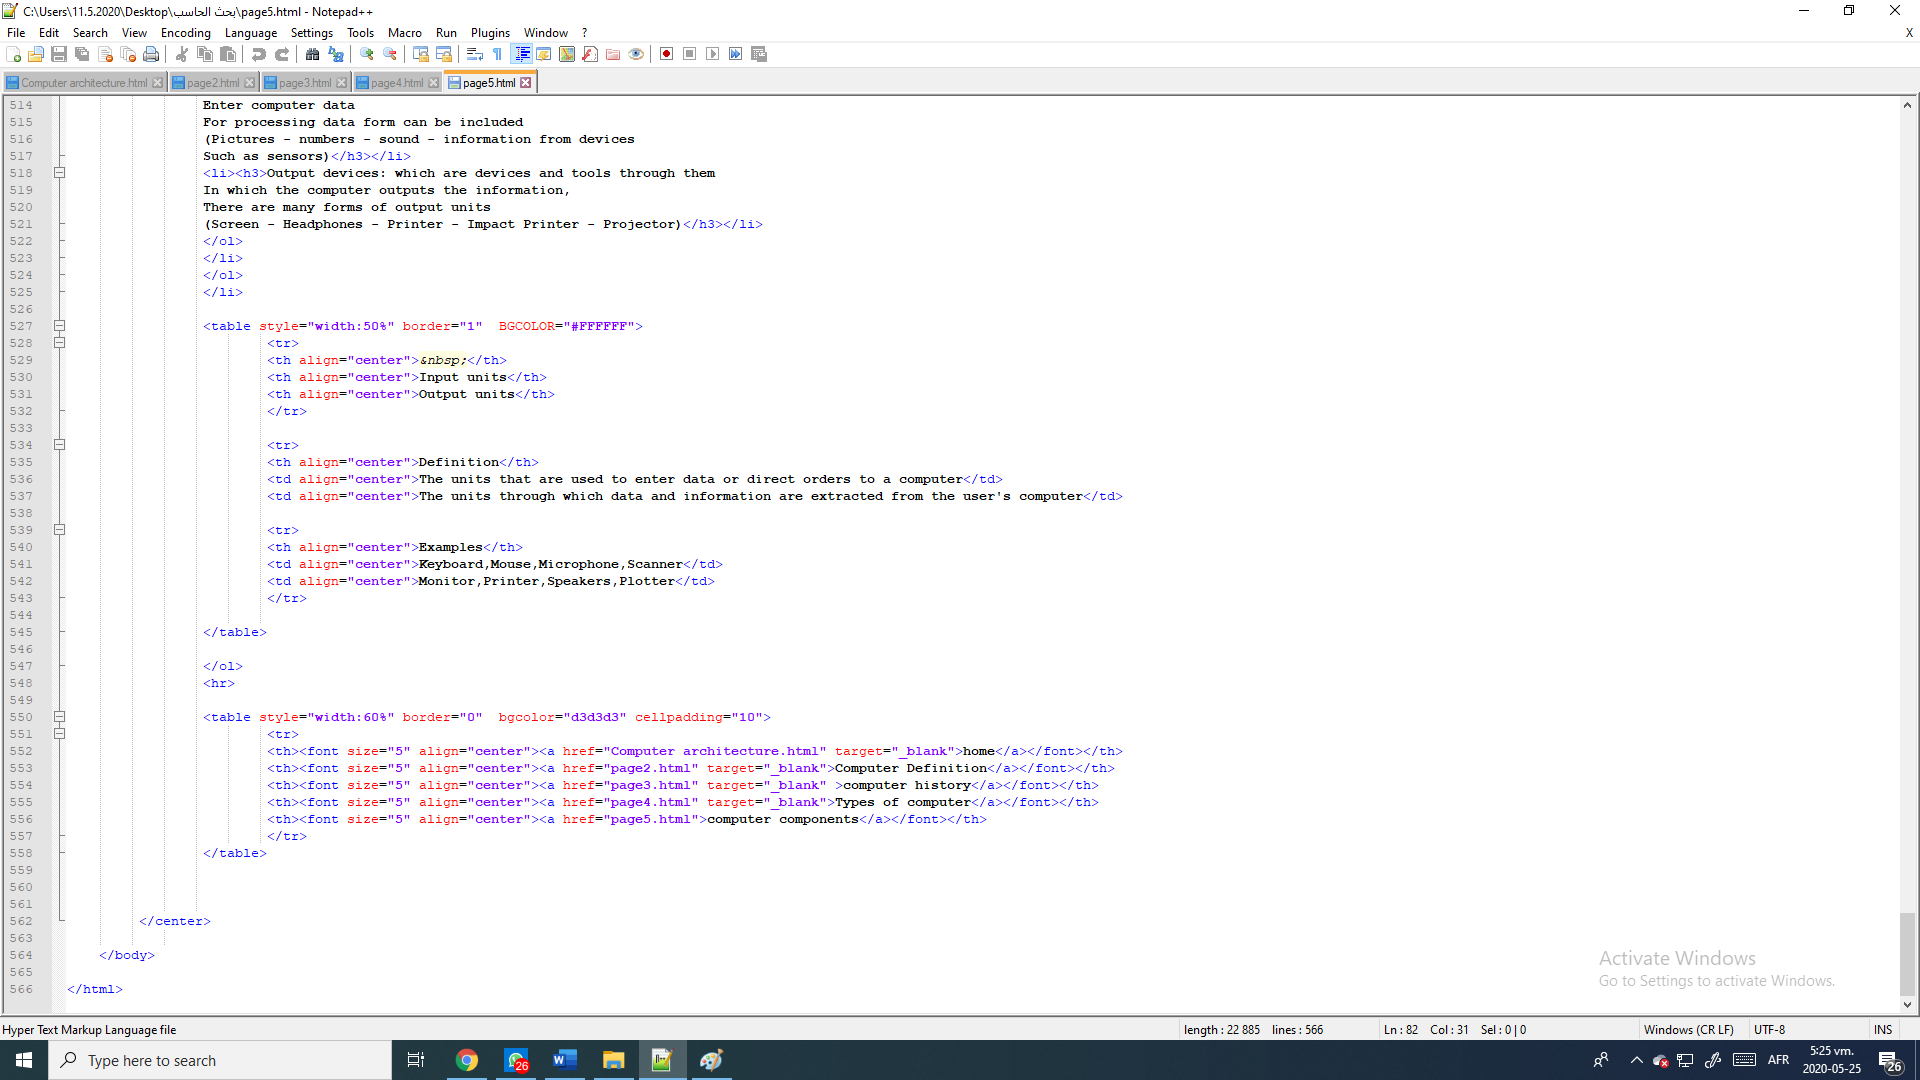 C:\Users\11.5.2020\Desktop\بحث الحاسب\page5.html - Notepad++
File Edit Search View Encoding Language Settings Tools Macro Run Plugins Window ? X
Computer architecture.html page2.html page3.html page4.html page5.html
514 Enter computer data
515 For processing data form can be included
516 (Pictures - numbers - sound - information from devices
517 Such as sensors)</h3></li>
518 <li><h3>Output devices: which are devices and tools through them
519 In which the computer outputs the information,
520 There are many forms of output units
521 (Screen - Headphones - Printer - Impact Printer - Projector)</h3></li>
522 </ol>
523 </li>
524 </ol>
525 </li>
526
527 <table style="width:50%" border="1"  BGCOLOR="#FFFFFF">
528 <tr>
529 <th align="center">&nbsp;</th>
530 <th align="center">Input units</th>
531 <th align="center">Output units</th>
532 </tr>
533
534 <tr>
535 <th align="center">Definition</th>
536 <td align="center">The units that are used to enter data or direct orders to a computer</td>
537 <td align="center">The units through which data and information are extracted from the user's computer</td>
538
539 <tr>
540 <th align="center">Examples</th>
541 <td align="center">Keyboard,Mouse,Microphone,Scanner</td>
542 <td align="center">Monitor,Printer,Speakers,Plotter</td>
543 </tr>
544
545 </table>
546
547 </ol>
548 <hr>
549
550 <table style="width:60%" border="0"  bgcolor="d3d3d3" cellpadding="10">
551 <tr>
552 <th><font size="5" align="center"><a href="Computer architecture.html" target="_blank">home</a></font></th>
553 <th><font size="5" align="center"><a href="page2.html" target="_blank">Computer Definition</a></font></th>
554 <th><font size="5" align="center"><a href="page3.html" target="_blank" >computer history</a></font></th>
555 <th><font size="5" align="center"><a href="page4.html" target="_blank">Types of computer</a></font></th>
556 <th><font size="5" align="center"><a href="page5.html">computer components</a></font></th>
557 </tr>
558 </table>
559
560
561
562 </center>
563
564 </body>
565
566 </html>
Activate Windows
Go to Settings to activate Windows.
Hyper Text Markup Language file length : 22 885 lines : 566 Ln : 82 Col : 31 Sel : 0 | 0 Windows (CR LF) UTF-8 INS
Type here to search 26 W AFR 5:25 vm. 2020-05-25 26